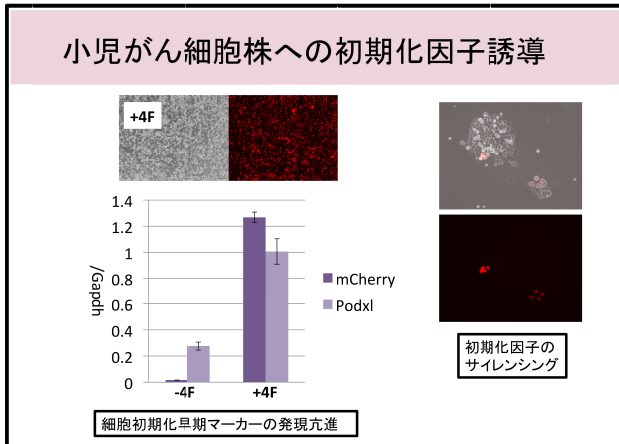 小児がん細胞株への初期化因子誘導
+4F
1.4
1.2
1
0.8
0.6
0.4
0.2
0
/Gapdh
-4F
+4F
mCherry
Podxl
細胞初期化早期マーカーの発現亢進
初期化因子の
サイレンシング